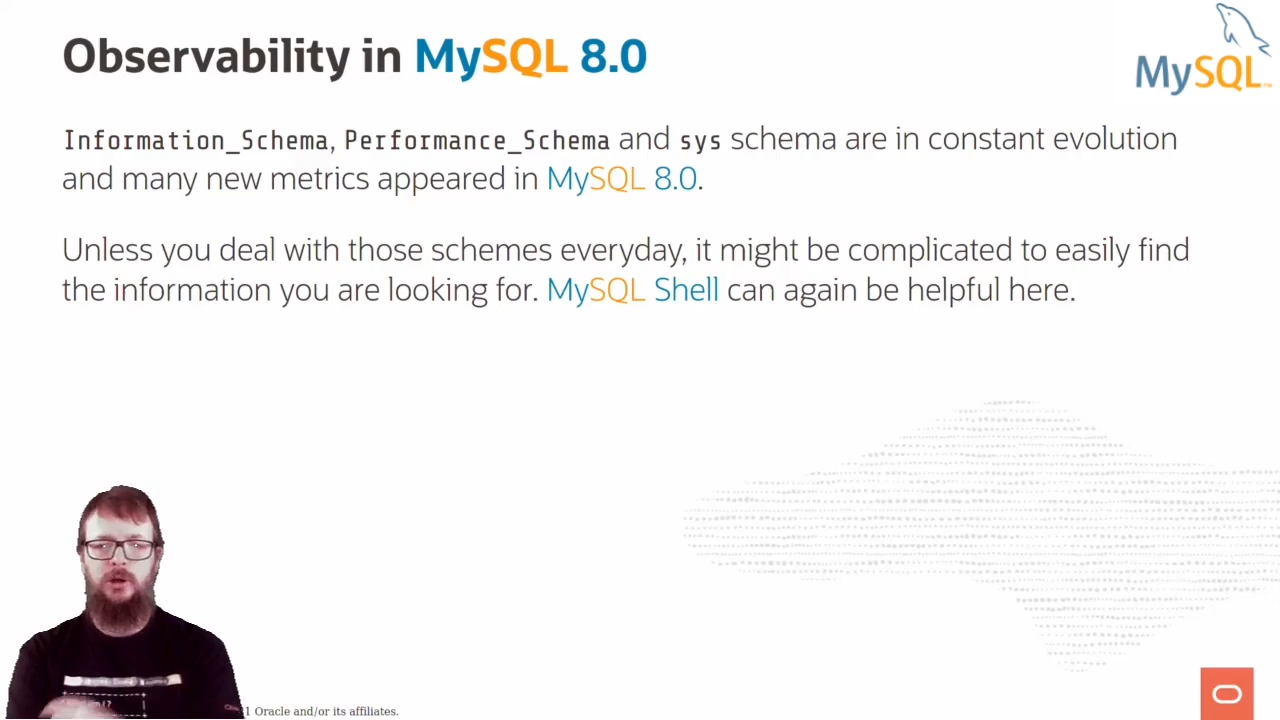 Observability in MySQL 8.0
MySQL
Information_Schema, Performance_Schema and sys schema are in constant evolution
and many new metrics appeared in MySQL 8.0.
Unless you deal with those schemes everyday, it might be complicated to easily find
the information you are looking for. MySQL Shell can again be helpful here.
1 Oracle and/or its affiliates.